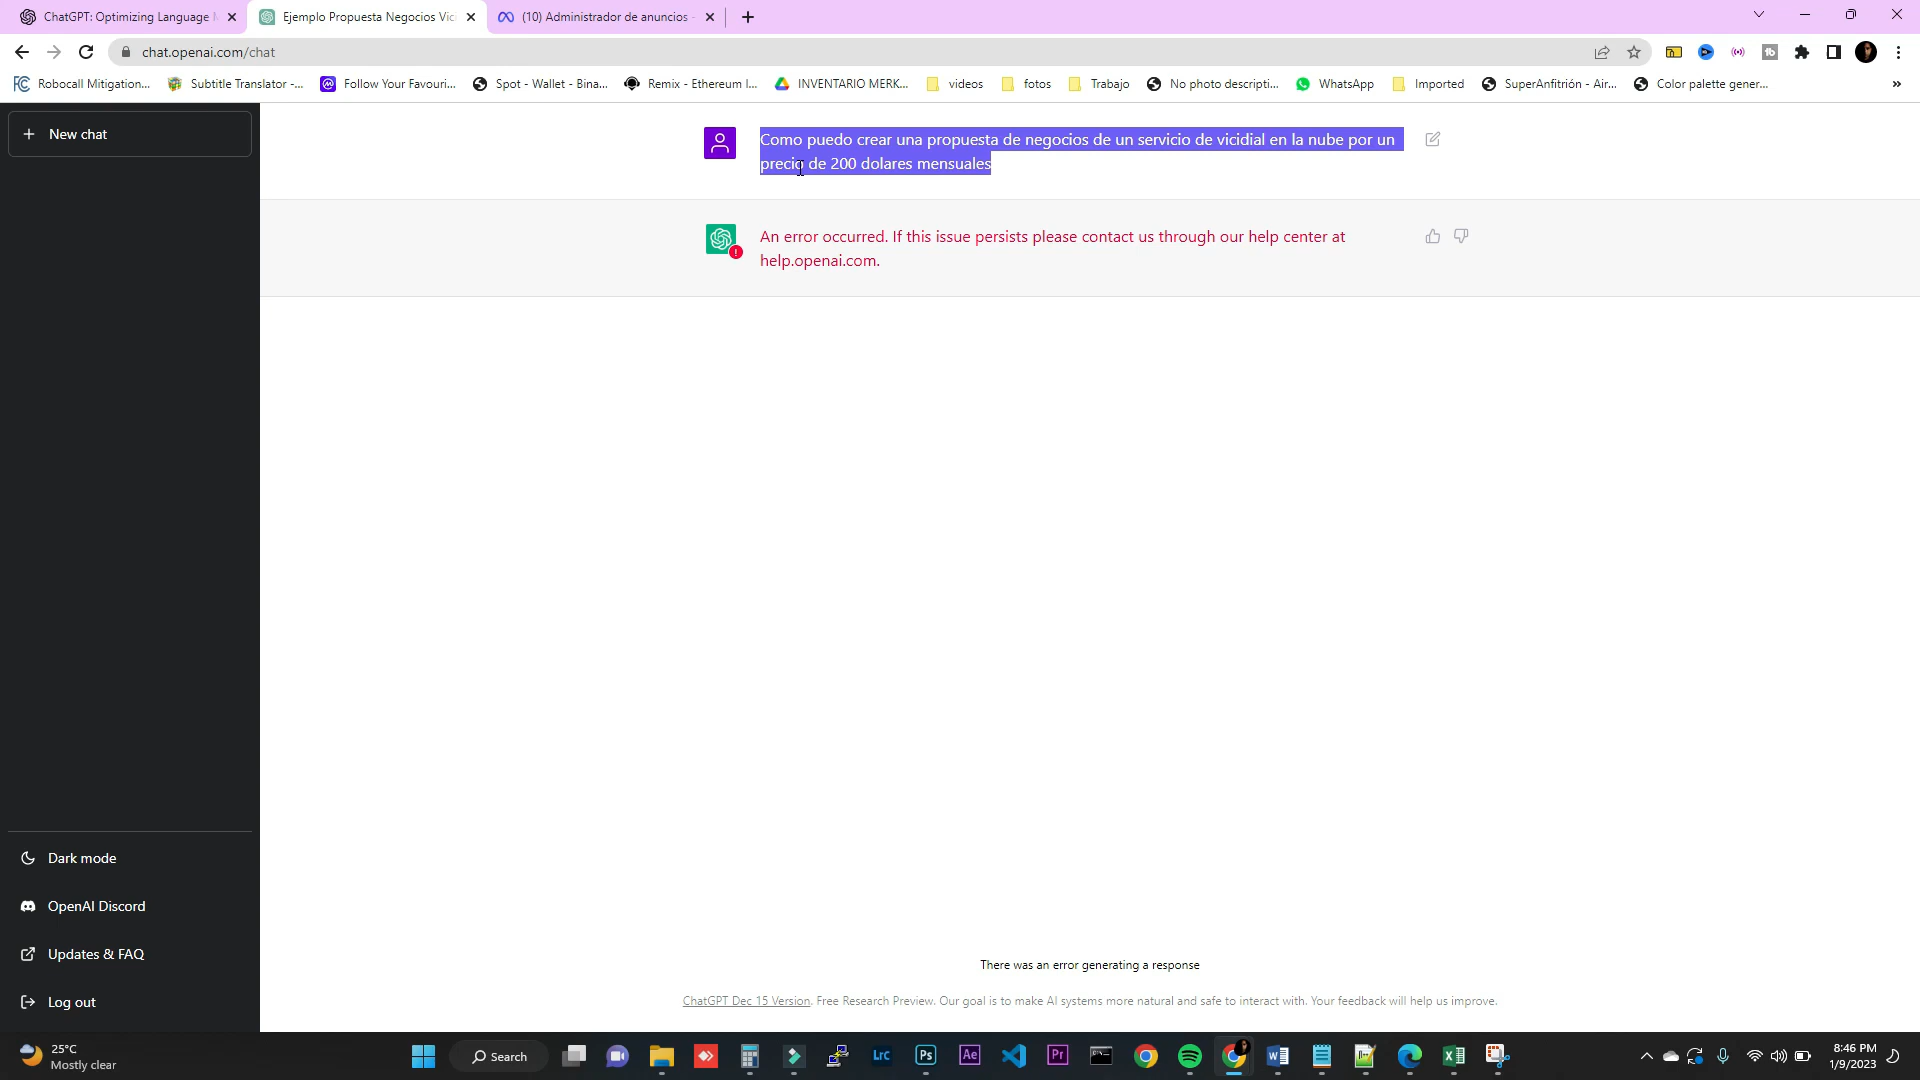 ChatGPT: Optimizing Language
Ejemplo Propuesta Negocios Vic
(10) Administrador de anuncios -
chat.openai.com/chat
Robocall Mitigation...
Subtitle Translator -...
Follow Your Favouri...
Spot - Wallet - Bina...
Remix - Ethereum I...
INVENTARIO MERK...
videos
fotos
Trabajo
No photo descripti...
WhatsApp
Imported
SuperAnfitrión - Air...
Color palette gener...
»
New chat
Como puedo crear una propuesta de negocios de un servicio de vicidial en la nube por un
precio de 200 dolares mensuales
An error occurred. If this issue persists please contact us through our help center at
help.openai.com.
Dark mode
OpenAI Discord
Updates & FAQ
Log out
There was an error generating a response
ChatGPT Dec 15 Version. Free Research Preview. Our goal is to make AI systems more natural and safe to interact with. Your feedback will help us improve.
25°C
Mostly clear
Search
Lrc
Ps
Ae
Pr
8:46 PM
1/9/2023